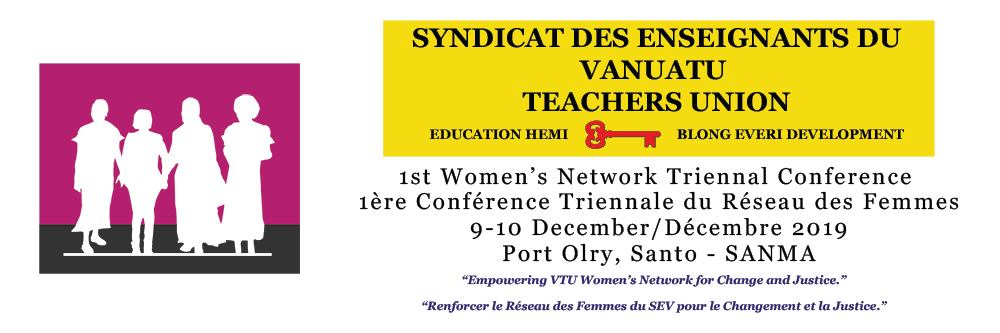 SYNDICAT DES ENSEIGNANTS DU
VANUATU
TEACHERS UNION
EDUCATION HEMI BLONG EVERI DEVELOPMENT
1st Women's Network Triennal Conference
1ère Conférence Triennale du Réseau des Femmes
9-10 December/Décembre 2019
Port Olry, Santo - SANMA
“Empowering VTU Women's Network for Change and Justice.”
“Renforcer le Réseau des Femmes du SEV pour le Changement et la Justice.”